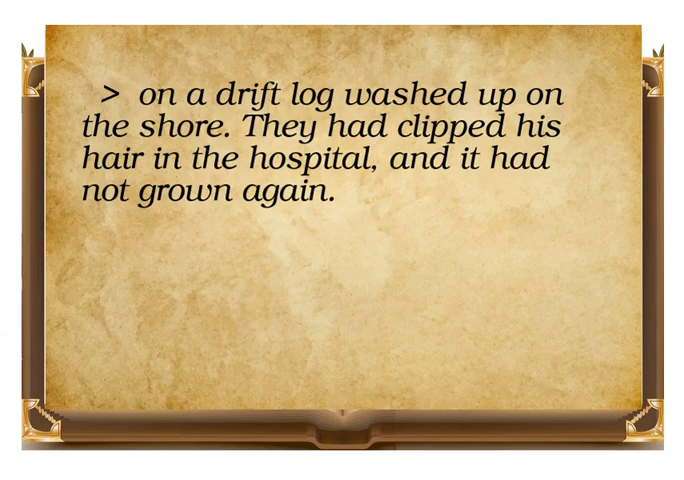 > on a drift log washed up on
the shore. They had clipped his
hair in the hospital, and it had
not grown again.